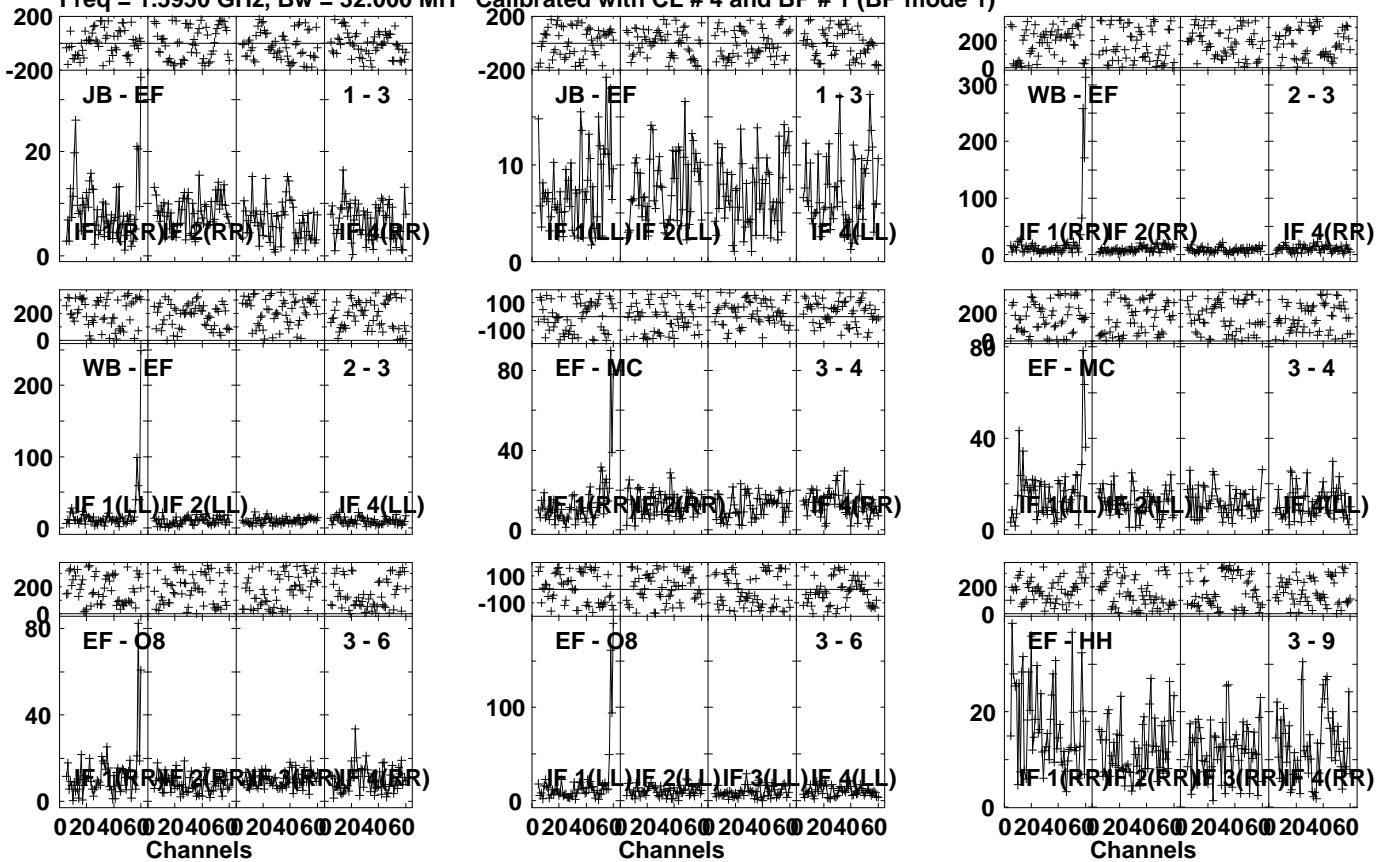 Freq = 1.5950 GHz, Bw = 32.000 MH Calibrated with CL # 4 and BP # 1 (BP mode 1)
200
-200
JB - EF 1 - 3
20
0
IF 1(RR) IF 2(RR) IF 4(RR)
200
-200
JB - EF 1 - 3
10
0
IF 1(LL) IF 2(LL) IF 4(LL)
200
0
WB - EF 2 - 3
300
200
100
0
IF 1(RR) IF 2(RR) IF 4(RR)
200
0
WB - EF 2 - 3
200
100
0
IF 1(LL) IF 2(LL) IF 4(LL)
100
-100
EF - MC 3 - 4
80
40
0
IF 1(RR) IF 2(RR) IF 4(RR)
200
0
80
EF - MC 3 - 4
40
0
IF 1(LL) IF 2(LL) IF 4(LL)
200
0
80
EF - O8 3 - 6
40
0
IF 1(RR) IF 2(RR) IF 3(RR) IF 4(RR)
0 20 40 60 0 20 40 60 0 20 40 60 0 20 40 60
Channels
100
-100
EF - O8 3 - 6
100
0
IF 1(LL) IF 2(LL) IF 3(LL) IF 4(LL)
0 20 40 60 0 20 40 60 0 20 40 60 0 20 40 60
Channels
200
0
EF - HH 3 - 9
20
0
IF 1(RR) IF 2(RR) IF 3(RR) IF 4(RR)
0 20 40 60 0 20 40 60 0 20 40 60 0 20 40 60
Channels